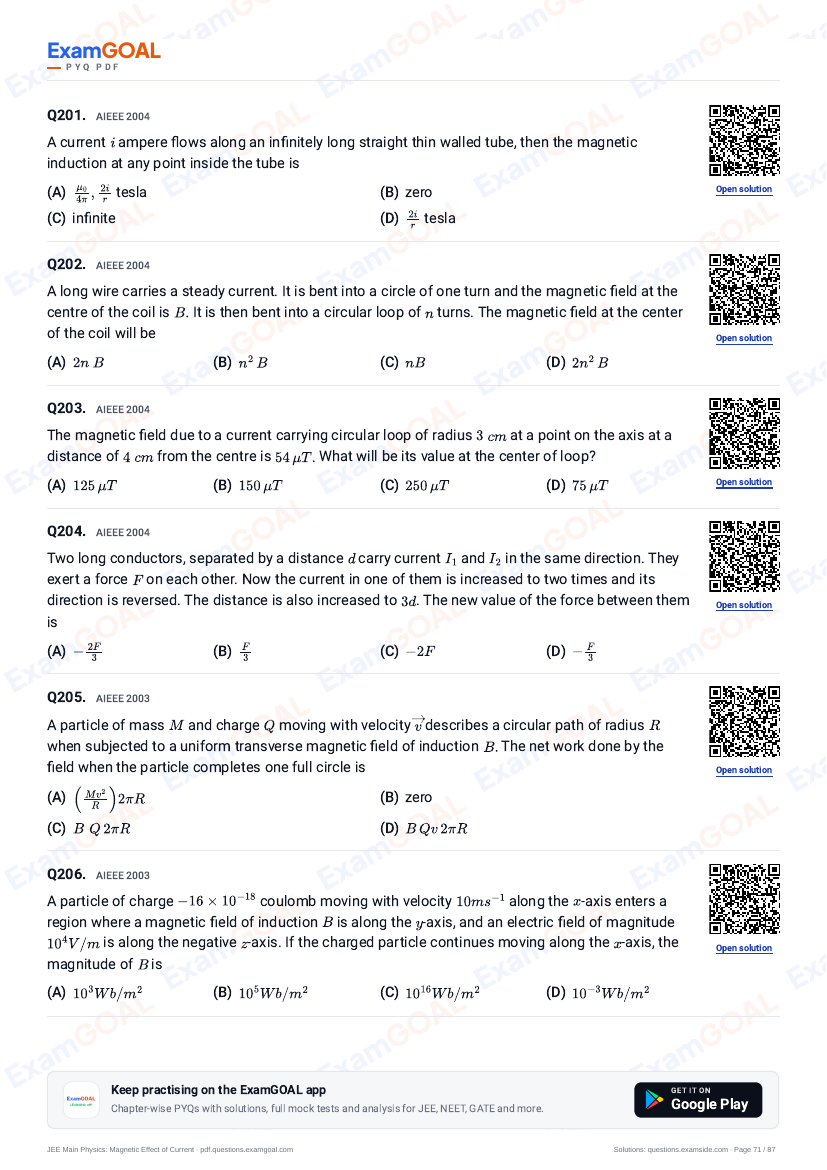 ExamGOAL
PYQ PDF
Q201. AIEEE 2004
A current i ampere flows along an infinitely long straight thin walled tube, then the magnetic
induction at any point inside the tube is
(A) μ₀/4π, 2i/r tesla (B) zero
(C) infinite (D) 2i/r tesla
Open solution
Q202. AIEEE 2004
A long wire carries a steady current. It is bent into a circle of one turn and the magnetic field at the
centre of the coil is B. It is then bent into a circular loop of n turns. The magnetic field at the center
of the coil will be
(A) 2n B (B) n² B (C) nB (D) 2n² B
Open solution
Q203. AIEEE 2004
The magnetic field due to a current carrying circular loop of radius 3 cm at a point on the axis at a
distance of 4 cm from the centre is 54 μT. What will be its value at the center of loop?
(A) 125 μT (B) 150 μT (C) 250 μT (D) 75 μT
Open solution
Q204. AIEEE 2004
Two long conductors, separated by a distance d carry current I₁ and I₂ in the same direction. They
exert a force F on each other. Now the current in one of them is increased to two times and its
direction is reversed. The distance is also increased to 3d. The new value of the force between them
is
(A) −2F/3 (B) F/3 (C) −2F (D) −F/3
Open solution
Q205. AIEEE 2003
A particle of mass M and charge Q moving with velocity v⃗ describes a circular path of radius R
when subjected to a uniform transverse magnetic field of induction B. The net work done by the
field when the particle completes one full circle is
(A) (Mv²/R) 2πR (B) zero
(C) B Q 2πR (D) B Qv 2πR
Open solution
Q206. AIEEE 2003
A particle of charge −16 × 10⁻¹⁸ coulomb moving with velocity 10ms⁻¹ along the x-axis enters a
region where a magnetic field of induction B is along the y-axis, and an electric field of magnitude
10⁴V/m is along the negative z-axis. If the charged particle continues moving along the x-axis, the
magnitude of B is
(A) 10³Wb/m² (B) 10⁵Wb/m² (C) 10¹⁶Wb/m² (D) 10⁻³Wb/m²
Open solution
Keep practising on the ExamGOAL app
Chapter-wise PYQs with solutions, full mock tests and analysis for JEE, NEET, GATE and more.
GET IT ON
Google Play
JEE Main Physics: Magnetic Effect of Current · pdf.questions.examgoal.com
Solutions: questions.examside.com · Page 71 / 87